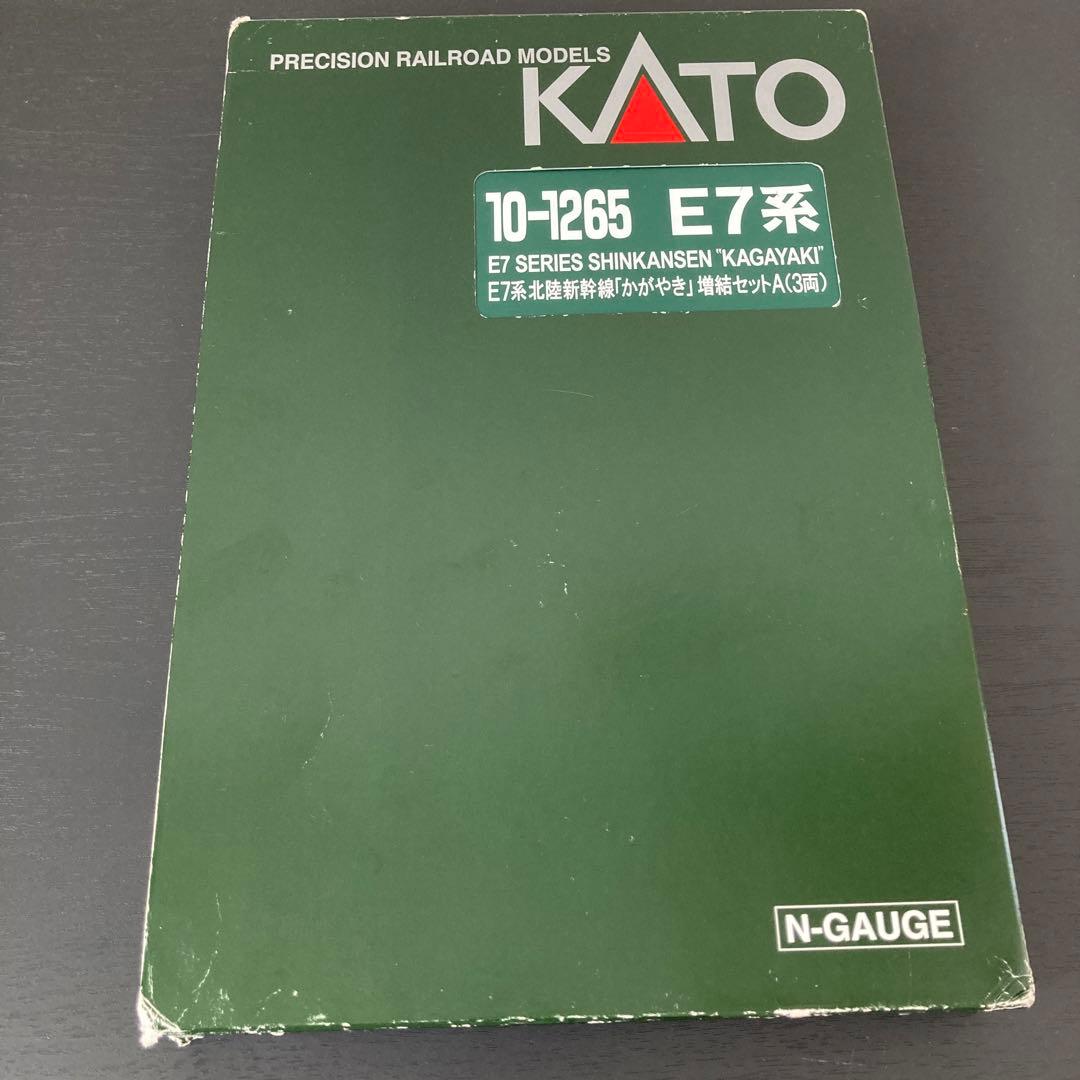 PRECISION RAILROAD MODELS
KATO
10-1265 E7系
E7 SERIES SHINKANSEN "KAGAYAKI"
E7系北陸新幹線「かがやき」増結セットA(3両)
N-GAUGE